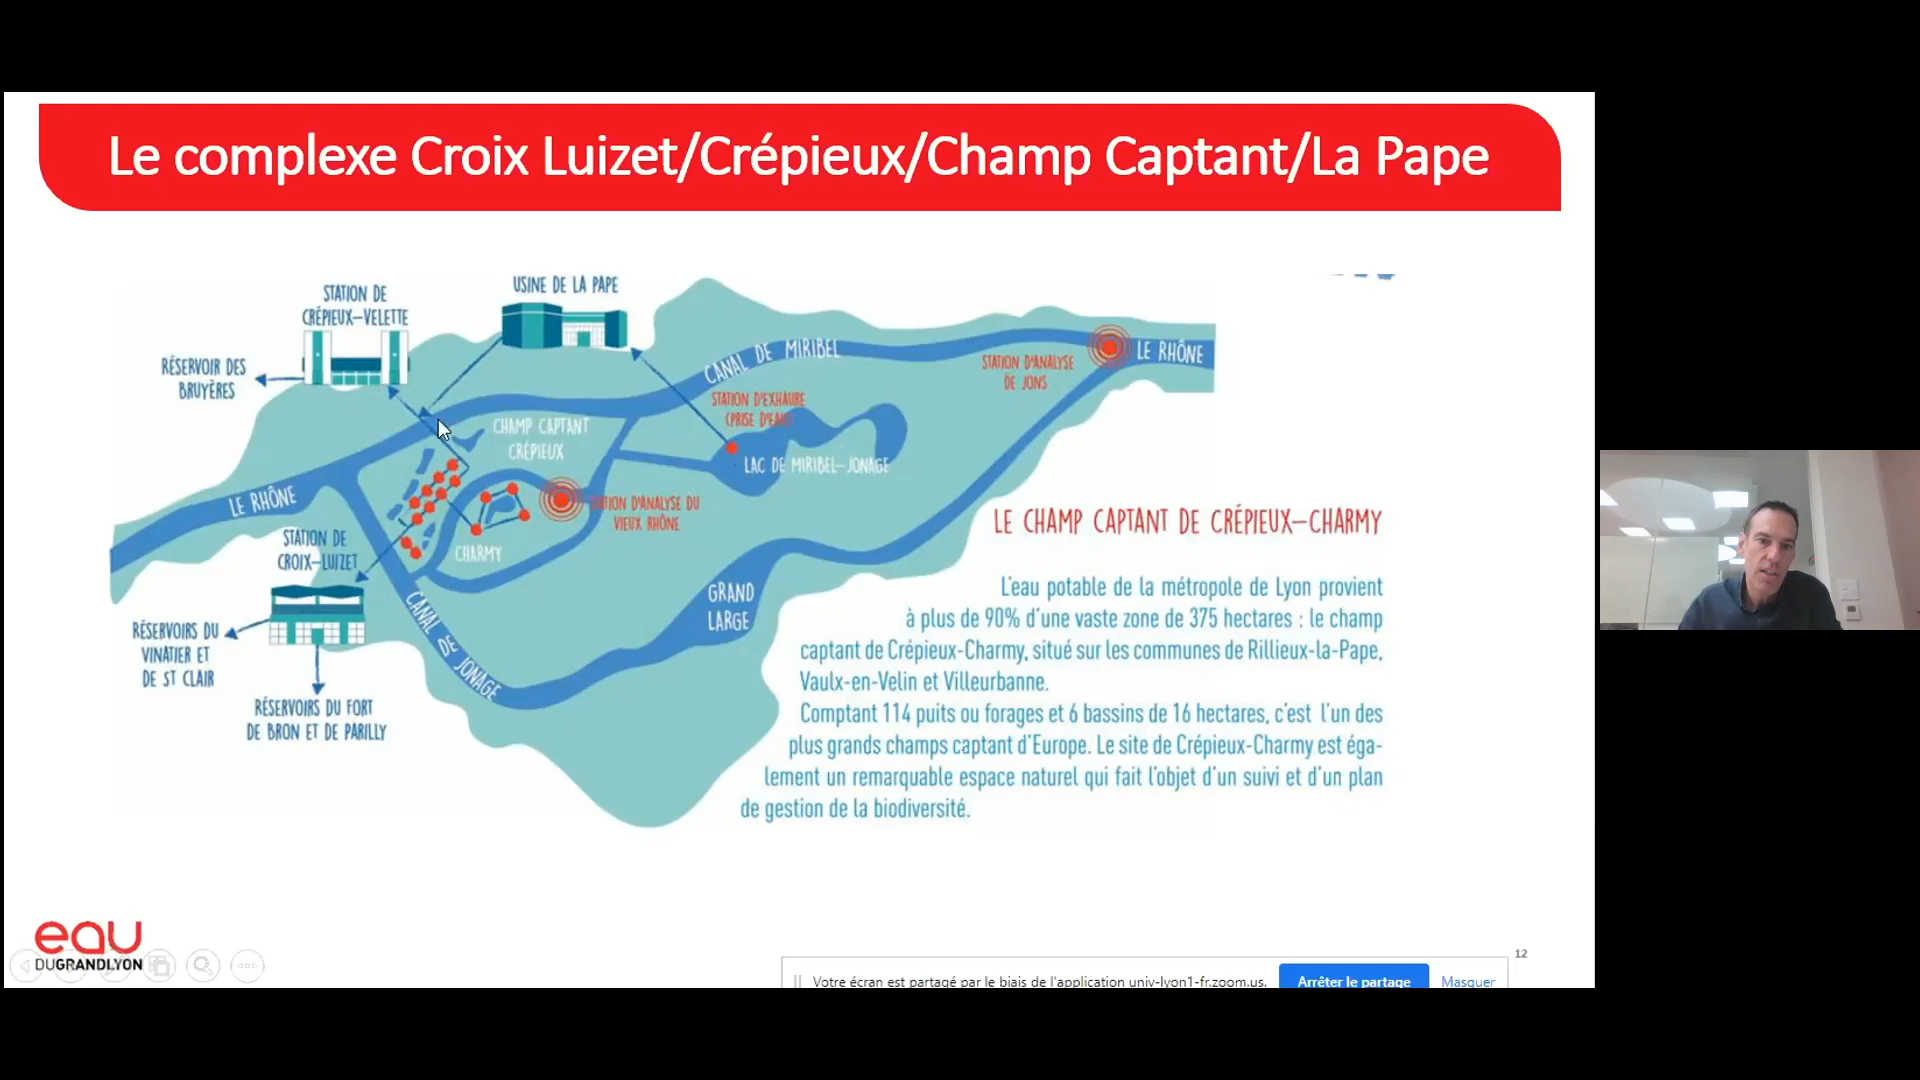 Le complexe Croix Luizet/Crépieux/Champ Captant/La Pape
USINE DE LA PAPE
STATION DE
CRÉPIEUX–VELETTE
RÉSERVOIR DES
BRUYÈRES
CANAL DE MIRIBEL
STATION D'ANALYSE
DE JONS
LE RHÔNE
STATION D'EXHAURE
(PRISE D'EAU)
CHAMP CAPTANT
CRÉPIEUX
LAC DE MIRIBEL–JONAGE
LE RHÔNE
STATION D'ANALYSE DU
VIEUX RHÔNE
CHARMY
STATION DE
CROIX–LUIZET
GRAND
LARGE
CANAL DE JONAGE
RÉSERVOIRS DU
VINATIER ET
DE ST CLAIR
RÉSERVOIRS DU FORT
DE BRON ET DE PARILLY
LE CHAMP CAPTANT DE CRÉPIEUX–CHARMY
L'eau potable de la métropole de Lyon provient
à plus de 90% d'une vaste zone de 375 hectares : le champ
captant de Crépieux-Charmy, situé sur les communes de Rillieux-la-Pape,
Vaulx-en-Velin et Villeurbanne.
Comptant 114 puits ou forages et 6 bassins de 16 hectares, c'est l'un des
plus grands champs captant d'Europe. Le site de Crépieux-Charmy est éga-
lement un remarquable espace naturel qui fait l'objet d'un suivi et d'un plan
de gestion de la biodiversité.
eau
DUGRANDLYON
12
Votre écran est partagé par le biais de l'application univ-lyon1-fr.zoom.us.
Arrêter le partage
Masquer